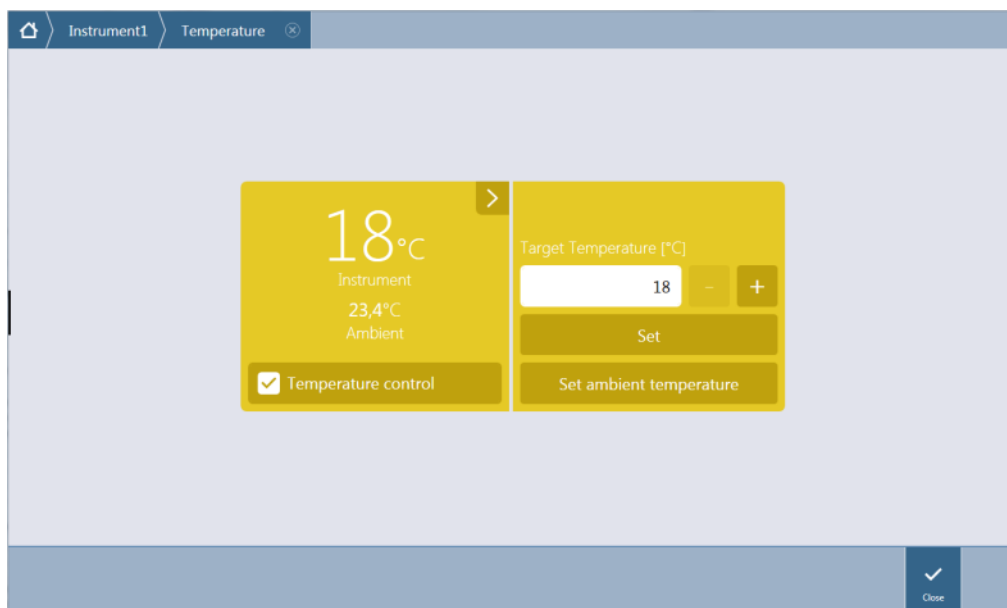 Instrument1 Temperature
18°C
Instrument
23,4°C
Ambient
Temperature control
Target Temperature [°C]
18 - +
Set
Set ambient temperature
Close